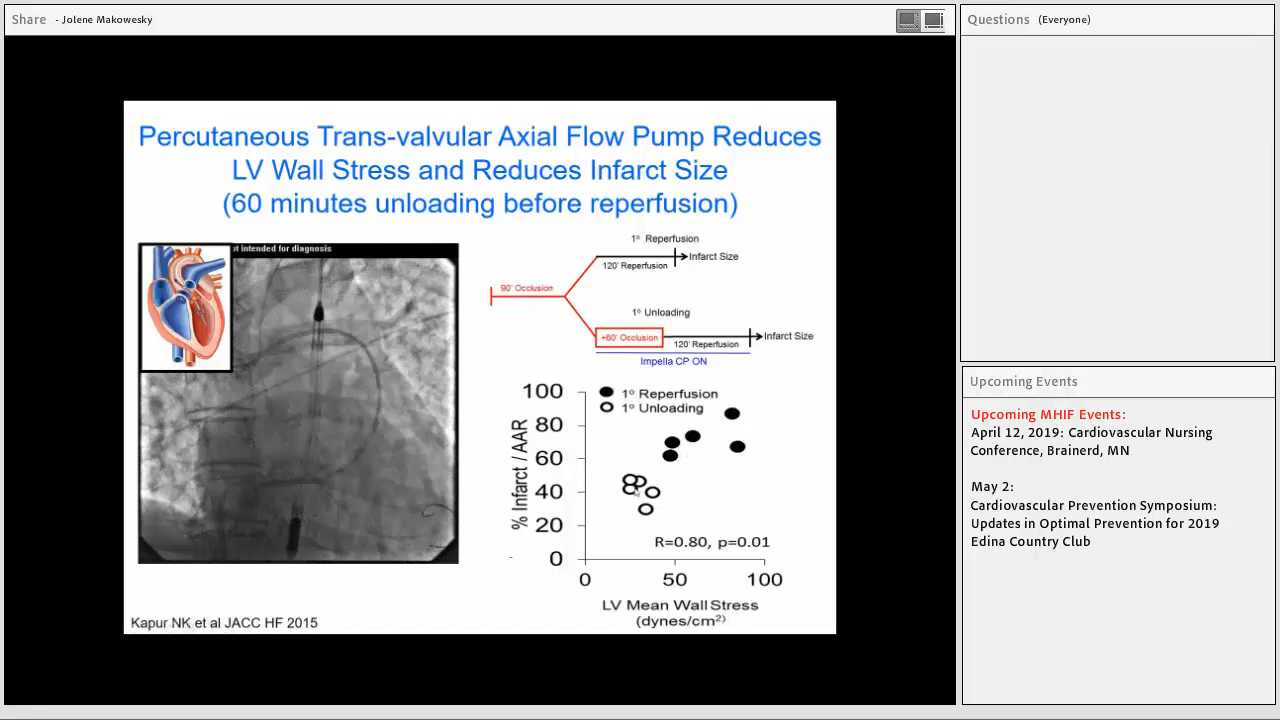 Share - Jolene Makowesky
Percutaneous Trans-valvular Axial Flow Pump Reduces
LV Wall Stress and Reduces Infarct Size
(60 minutes unloading before reperfusion)
intended for diagnosis
1º Reperfusion
120' Reperfusion
Infarct Size
90' Occlusion
1º Unloading
+60' Occlusion
120' Reperfusion
Infarct Size
Impella CP ON
% Infarct / AAR
100
80
60
40
20
0
1º Reperfusion
1º Unloading
R=0.80, p=0.01
0
50
100
LV Mean Wall Stress
(dynes/cm²)
Kapur NK et al JACC HF 2015
Questions (Everyone)
Upcoming Events
Upcoming MHIF Events:
April 12, 2019: Cardiovascular Nursing
Conference, Brainerd, MN
May 2:
Cardiovascular Prevention Symposium:
Updates in Optimal Prevention for 2019
Edina Country Club